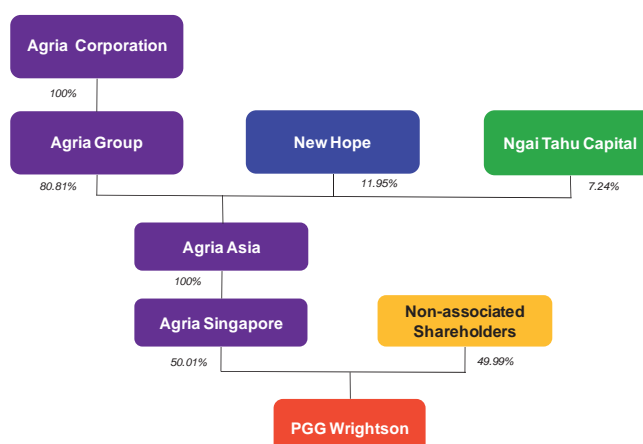 Agria Corporation
100%
Agria Group
New Hope
Ngai Tahu Capital
80.81%
11.95%
7.24%
Agria Asia
100%
Agria Singapore
Non-associated
Shareholders
50.01%
49.99%
PGG Wrightson